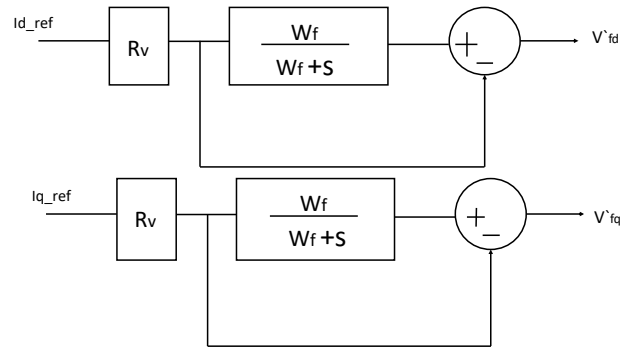 Id_ref
Rv
Wf
Wf +s
+
_
V`fd
Iq_ref
Rv
Wf
Wf +s
+
_
V`fq